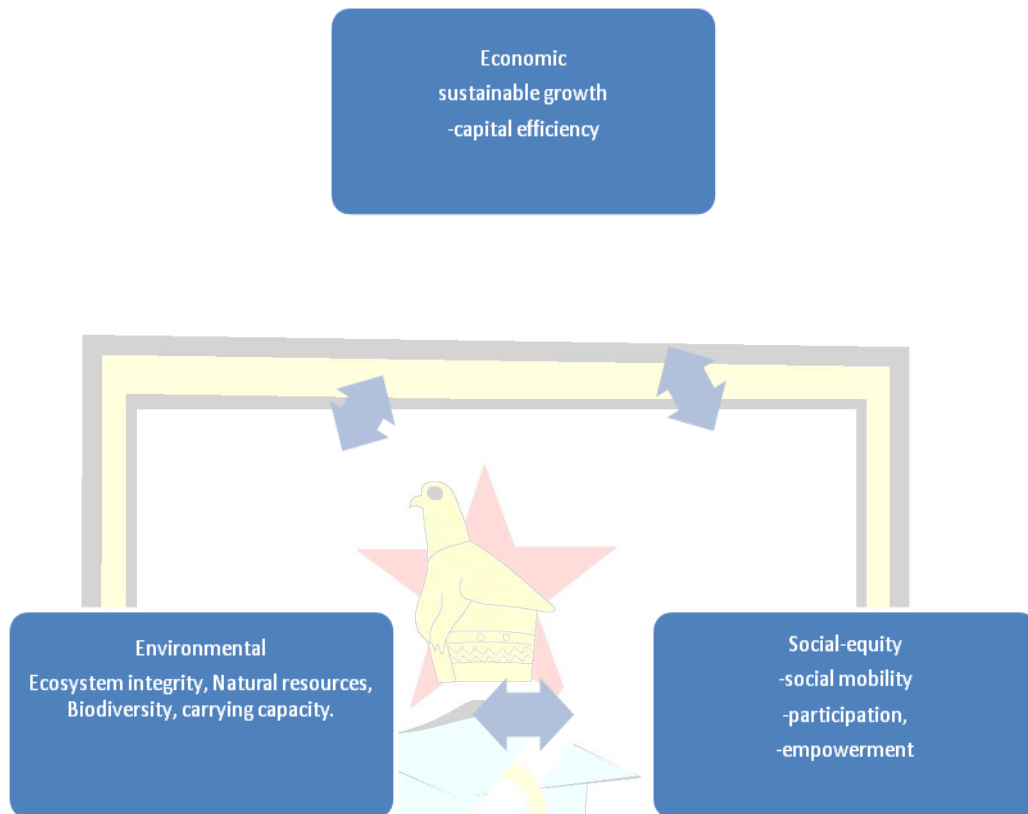 Economic
sustainable growth
-capital efficiency
Environmental
Ecosystem integrity, Natural resources,
Biodiversity, carrying capacity.
Social-equity
-social mobility
-participation,
-empowerment